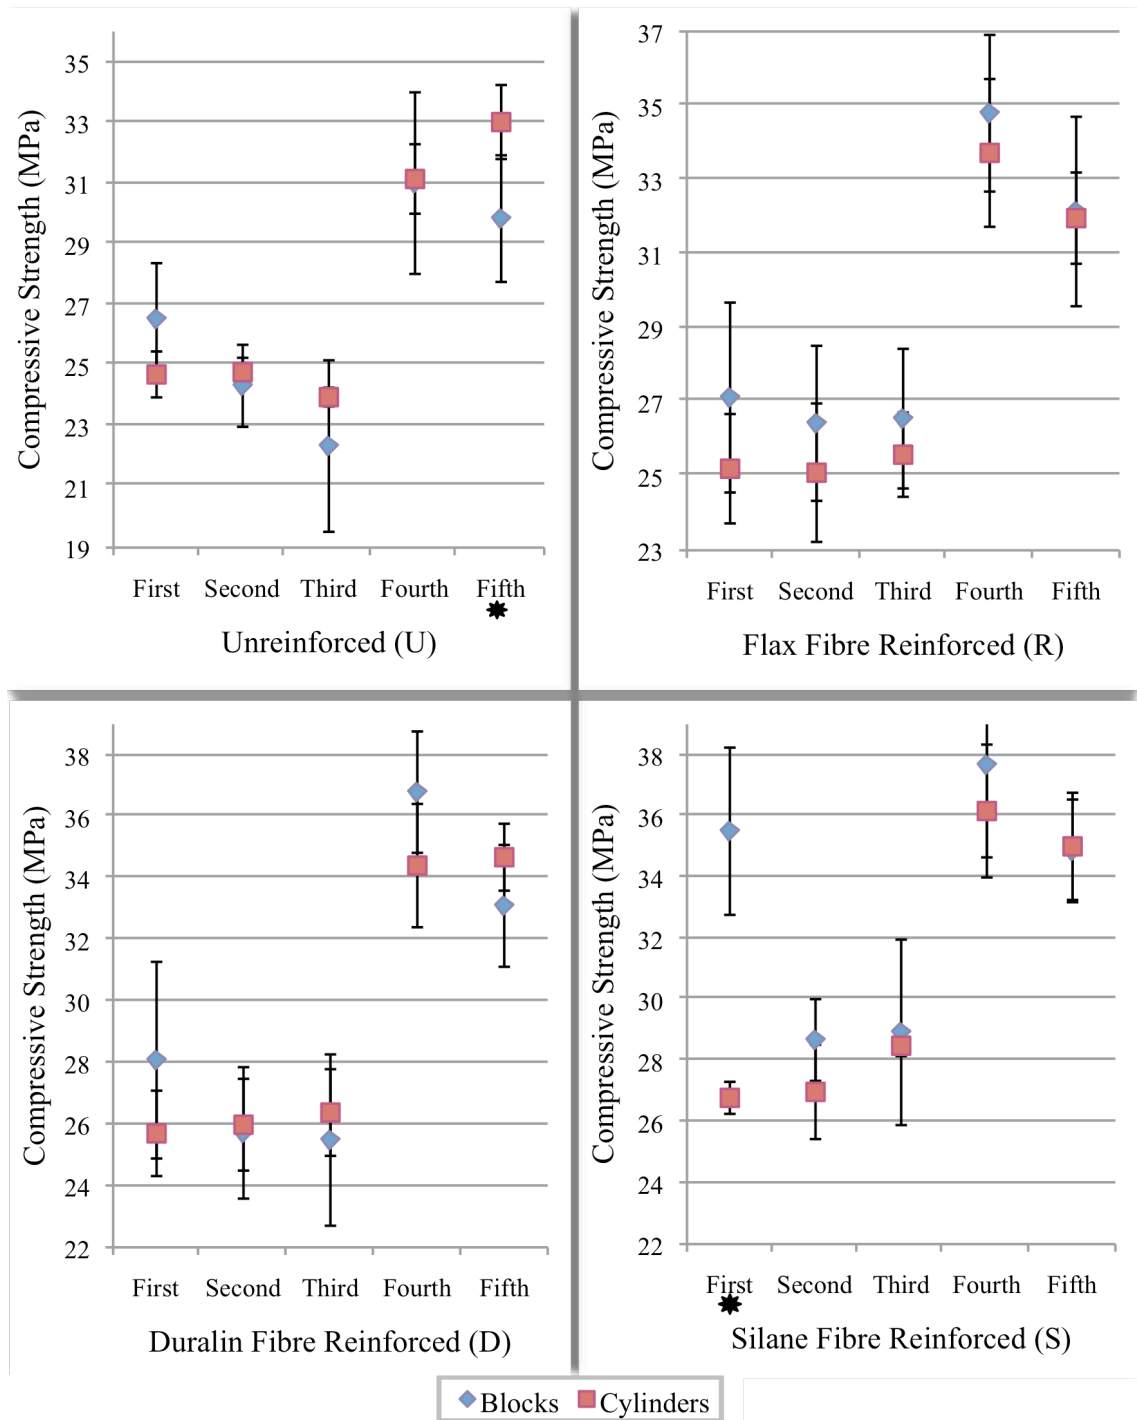 Compressive Strength (MPa)
35
33
31
29
27
25
23
21
19
First Second Third Fourth Fifth
Unreinforced (U)
Compressive Strength (MPa)
37
35
33
31
29
27
25
23
First Second Third Fourth Fifth
Flax Fibre Reinforced (R)
Compressive Strength (MPa)
38
36
34
32
30
28
26
24
22
First Second Third Fourth Fifth
Duralin Fibre Reinforced (D)
Compressive Strength (MPa)
38
36
34
32
30
28
26
24
22
First Second Third Fourth Fifth
Silane Fibre Reinforced (S)
Blocks Cylinders